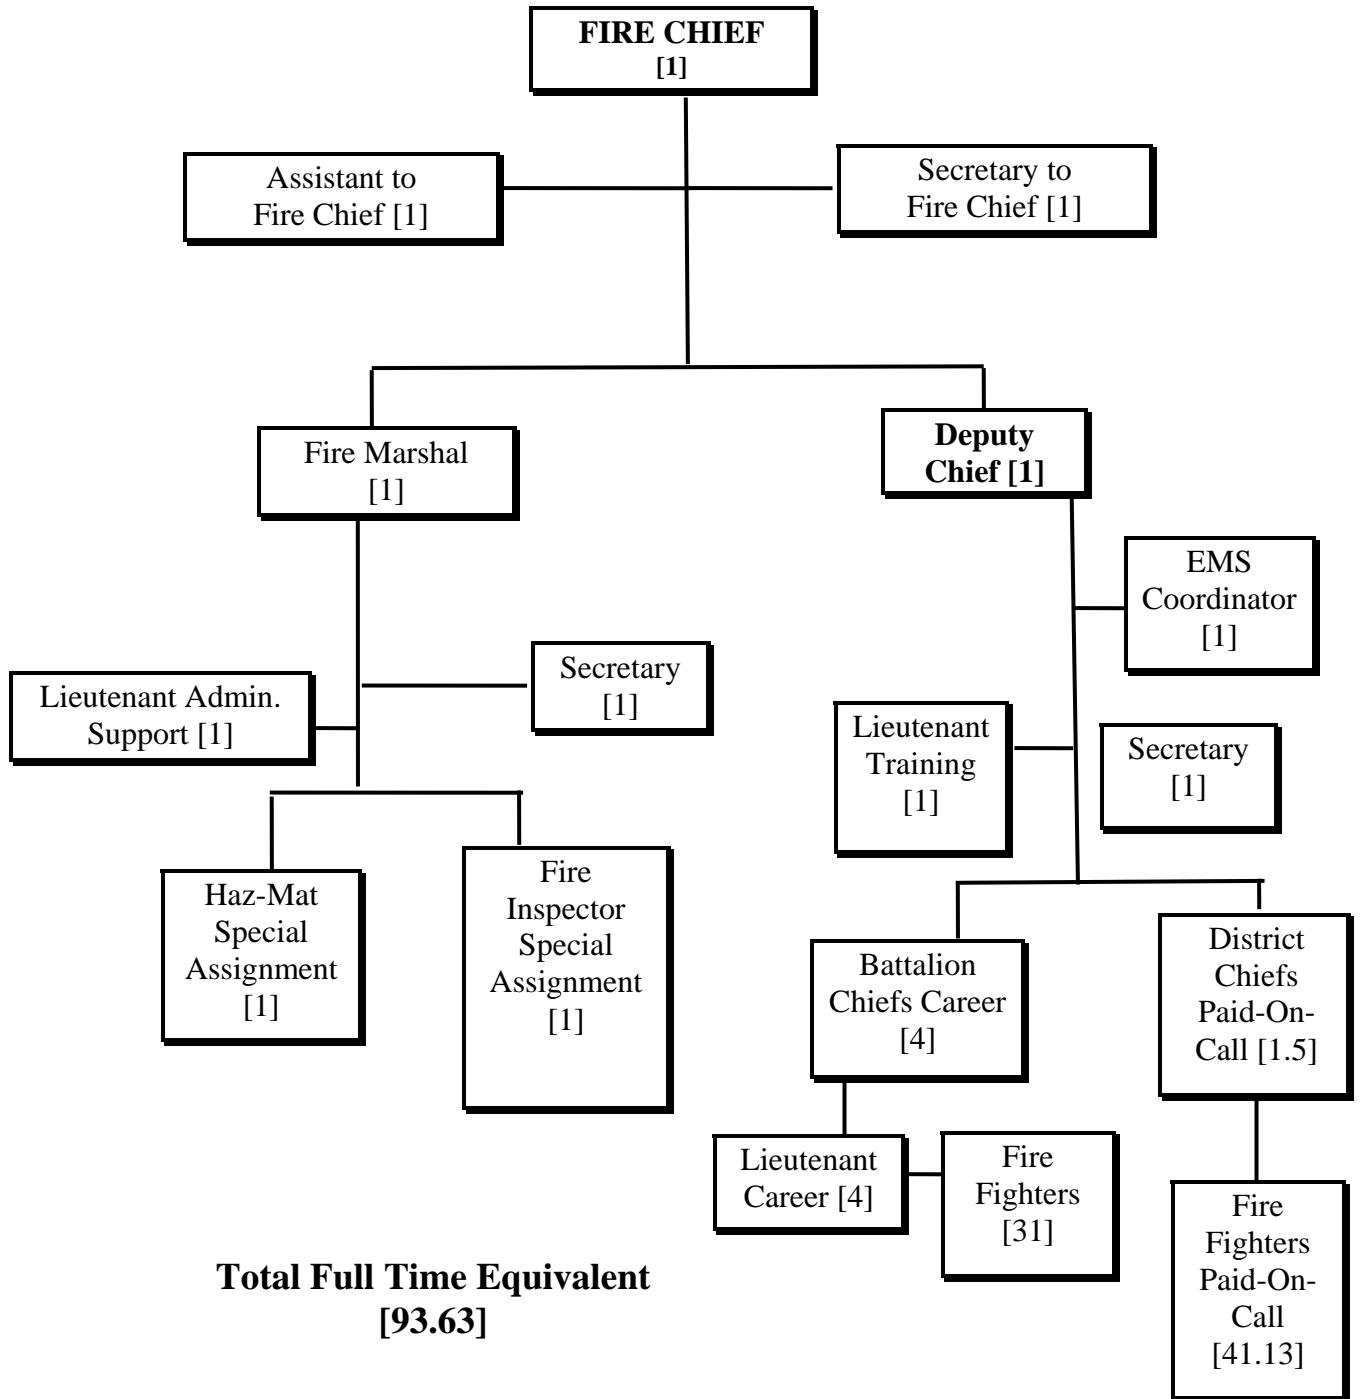 FIRE CHIEF
[1]
Assistant to
Fire Chief [1]
Secretary to
Fire Chief [1]
Fire Marshal
[1]
Deputy
Chief [1]
EMS
Coordinator
[1]
Secretary
[1]
Lieutenant Admin.
Support [1]
Lieutenant
Training
[1]
Secretary
[1]
Haz-Mat
Special
Assignment
[1]
Fire
Inspector
Special
Assignment
[1]
Battalion
Chiefs Career
[4]
District
Chiefs
Paid-On-
Call [1.5]
Lieutenant
Career [4]
Fire
Fighters
[31]
Fire
Fighters
Paid-On-
Call
[41.13]
Total Full Time Equivalent
[93.63]